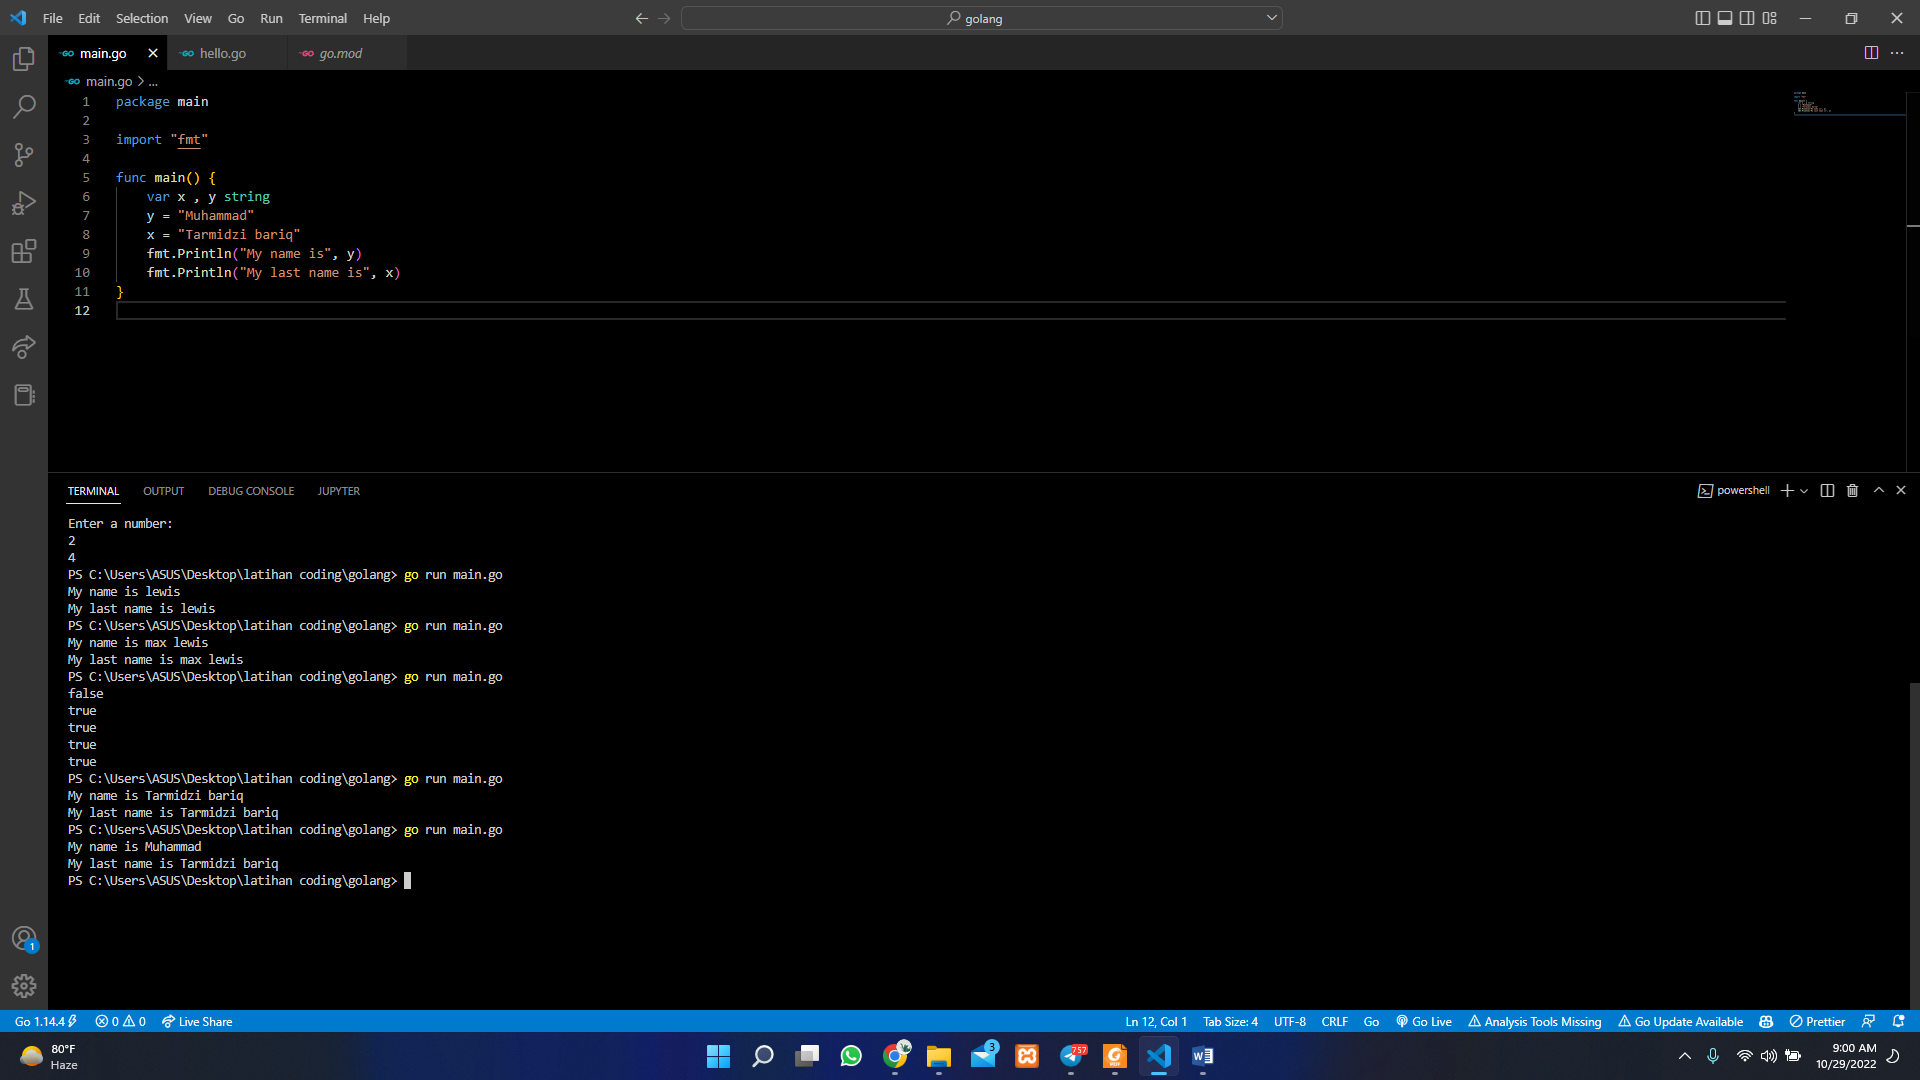 File Edit Selection View Go Run Terminal Help
golang
main.go
hello.go
go.mod
main.go > ...
1 package main
2
3 import "fmt"
4
5 func main() {
6 var x , y string
7 y = "Muhammad"
8 x = "Tarmidzi bariq"
9 fmt.Println("My name is", y)
10 fmt.Println("My last name is", x)
11 }
12
TERMINAL OUTPUT DEBUG CONSOLE JUPYTER
powershell
Enter a number:
2
4
PS C:\Users\ASUS\Desktop\latihan coding\golang> go run main.go
My name is lewis
My last name is lewis
PS C:\Users\ASUS\Desktop\latihan coding\golang> go run main.go
My name is max lewis
My last name is max lewis
PS C:\Users\ASUS\Desktop\latihan coding\golang> go run main.go
false
true
true
true
true
PS C:\Users\ASUS\Desktop\latihan coding\golang> go run main.go
My name is Tarmidzi bariq
My last name is Tarmidzi bariq
PS C:\Users\ASUS\Desktop\latihan coding\golang> go run main.go
My name is Muhammad
My last name is Tarmidzi bariq
PS C:\Users\ASUS\Desktop\latihan coding\golang>
1
Go 1.14.4 0 0 Live Share
Ln 12, Col 1 Tab Size: 4 UTF-8 CRLF Go Go Live Analysis Tools Missing Go Update Available Prettier
80°F
Haze
3
757
9:00 AM
10/29/2022